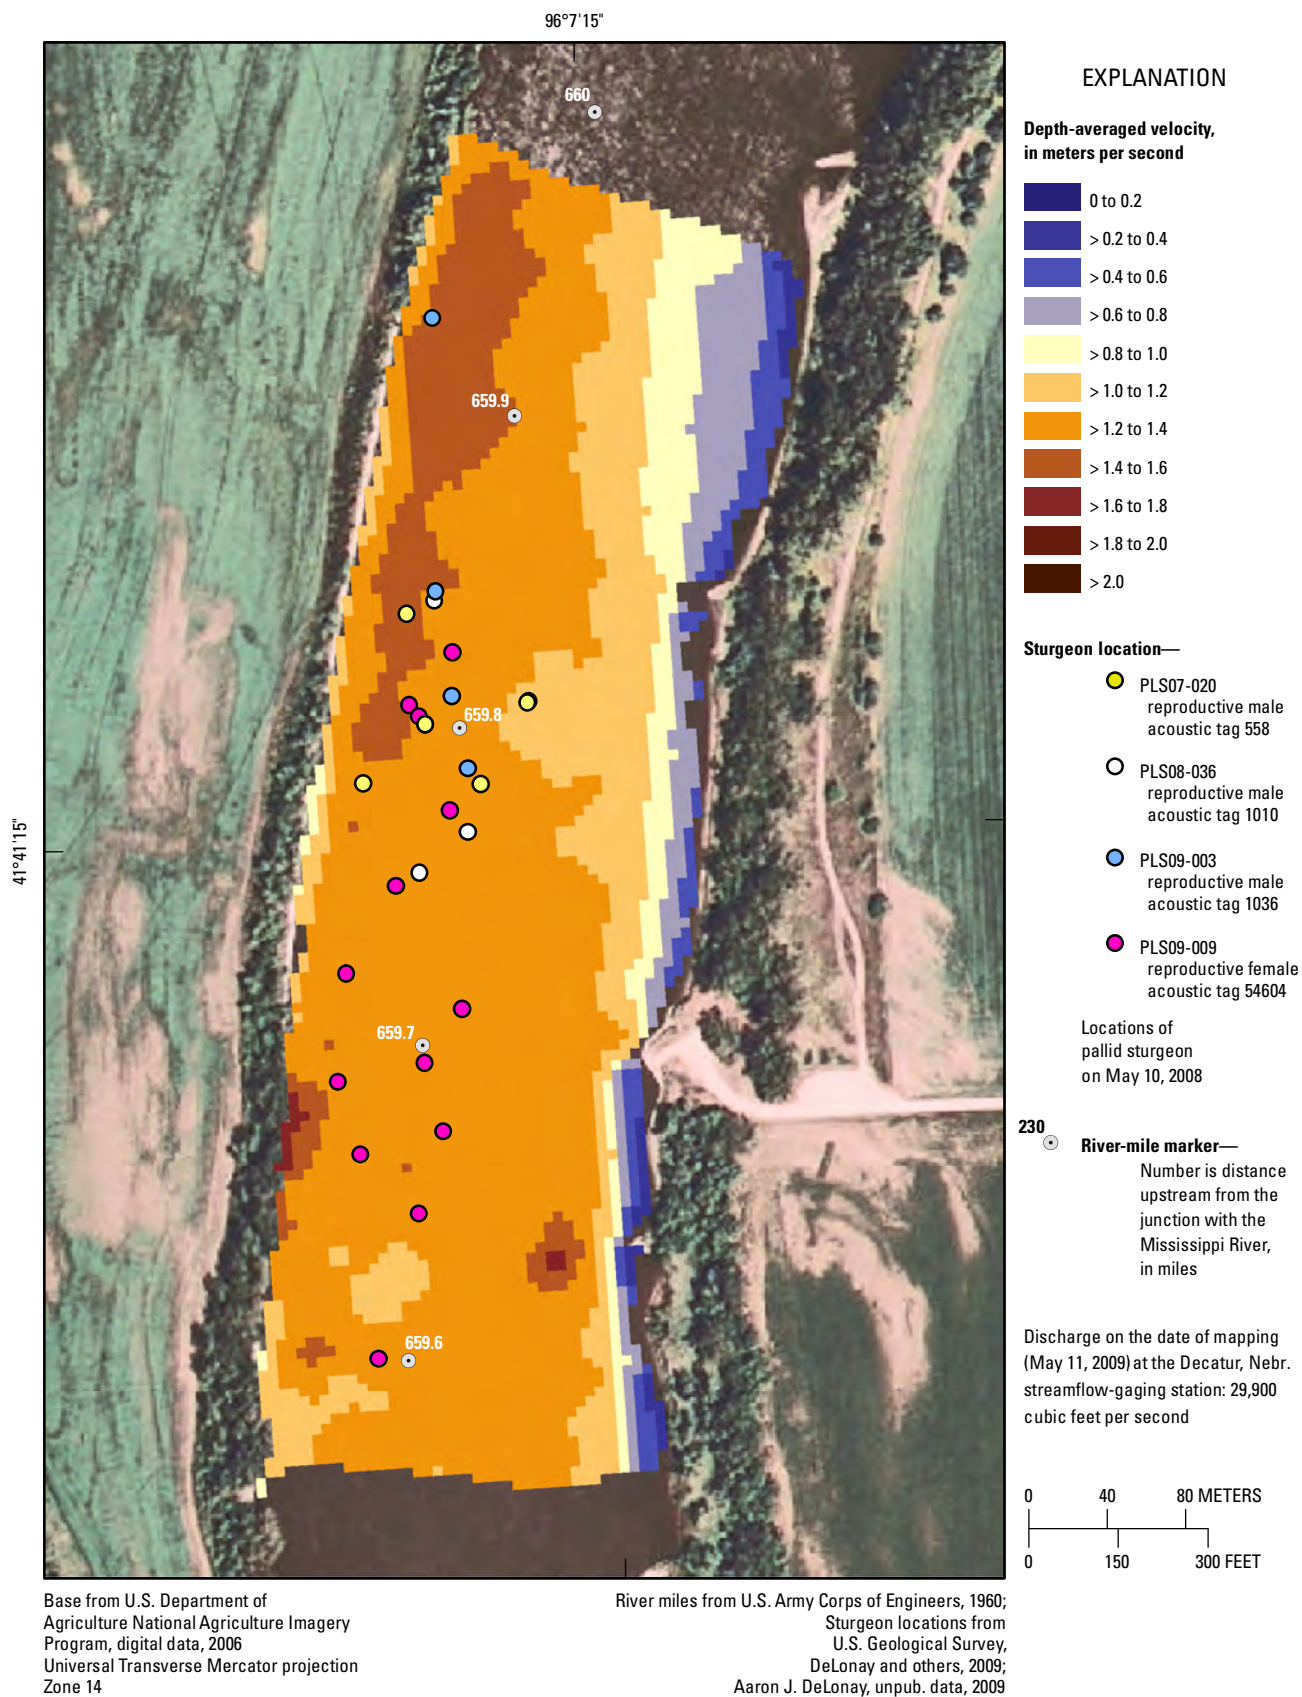 96°7'15"
660
659.9
659.8
41°41'15"
659.7
659.6
EXPLANATION
Depth-averaged velocity,
in meters per second
0 to 0.2
> 0.2 to 0.4
> 0.4 to 0.6
> 0.6 to 0.8
> 0.8 to 1.0
> 1.0 to 1.2
> 1.2 to 1.4
> 1.4 to 1.6
> 1.6 to 1.8
> 1.8 to 2.0
> 2.0
Sturgeon location—
PLS07-020
reproductive male
acoustic tag 558
PLS08-036
reproductive male
acoustic tag 1010
PLS09-003
reproductive male
acoustic tag 1036
PLS09-009
reproductive female
acoustic tag 54604
Locations of
pallid sturgeon
on May 10, 2008
230
River-mile marker—
Number is distance
upstream from the
junction with the
Mississippi River,
in miles
Discharge on the date of mapping
(May 11, 2009) at the Decatur, Nebr.
streamflow-gaging station: 29,900
cubic feet per second
0 40 80 METERS
0 150 300 FEET
Base from U.S. Department of
Agriculture National Agriculture Imagery
Program, digital data, 2006
Universal Transverse Mercator projection
Zone 14
River miles from U.S. Army Corps of Engineers, 1960;
Sturgeon locations from
U.S. Geological Survey,
DeLonay and others, 2009;
Aaron J. DeLonay, unpub. data, 2009